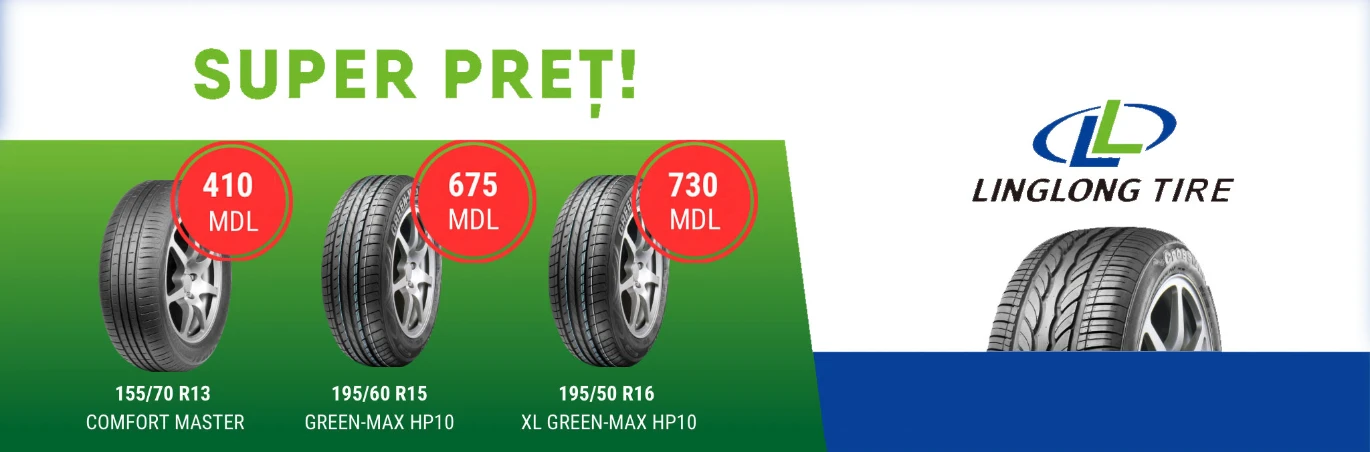 SUPER PREȚ!
410
MDL
675
MDL
730
MDL
155/70 R13
COMFORT MASTER
195/60 R15
GREEN-MAX HP10
195/50 R16
XL GREEN-MAX HP10
LL
LINGLONG TIRE